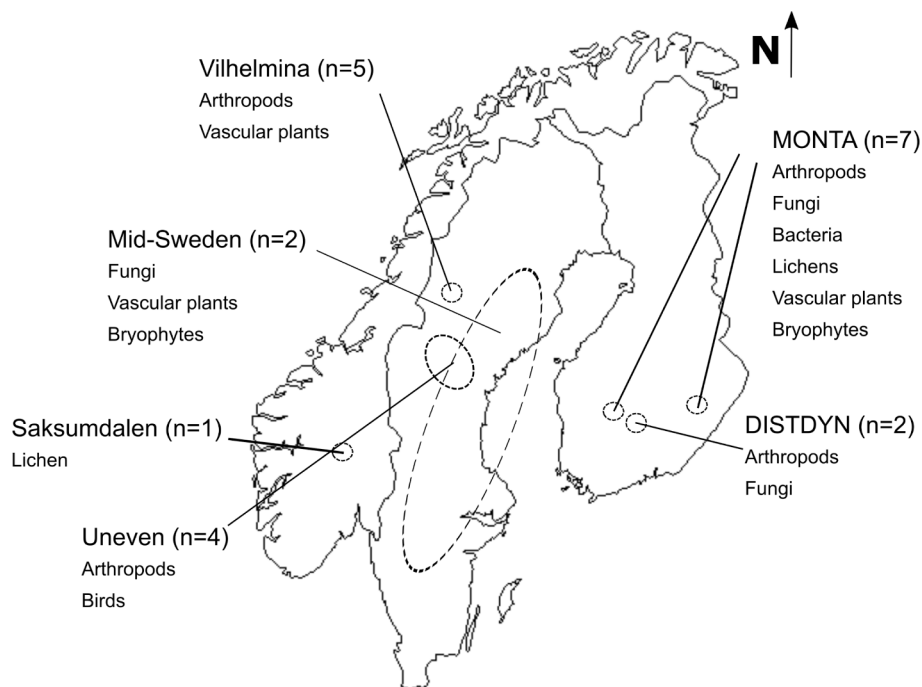 N
Vilhelmina (n=5)
Arthropods
Vascular plants
MONTA (n=7)
Arthropods
Fungi
Bacteria
Lichens
Vascular plants
Bryophytes
Mid-Sweden (n=2)
Fungi
Vascular plants
Bryophytes
Saksumdalen (n=1)
Lichen
DISTDYN (n=2)
Arthropods
Fungi
Uneven (n=4)
Arthropods
Birds